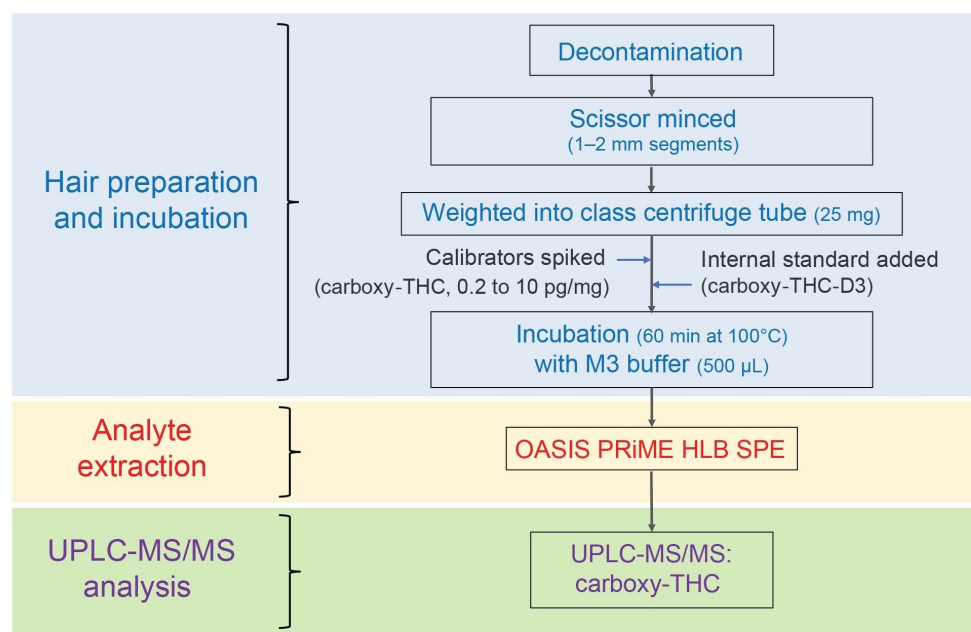 Hair preparation
and incubation
Decontamination
Scissor minced
(1–2 mm segments)
Weighted into class centrifuge tube (25 mg)
Calibrators spiked
(carboxy-THC, 0.2 to 10 pg/mg)
Internal standard added
(carboxy-THC-D3)
Incubation (60 min at 100°C)
with M3 buffer (500 µL)
Analyte
extraction
OASIS PRiME HLB SPE
UPLC-MS/MS
analysis
UPLC-MS/MS:
carboxy-THC